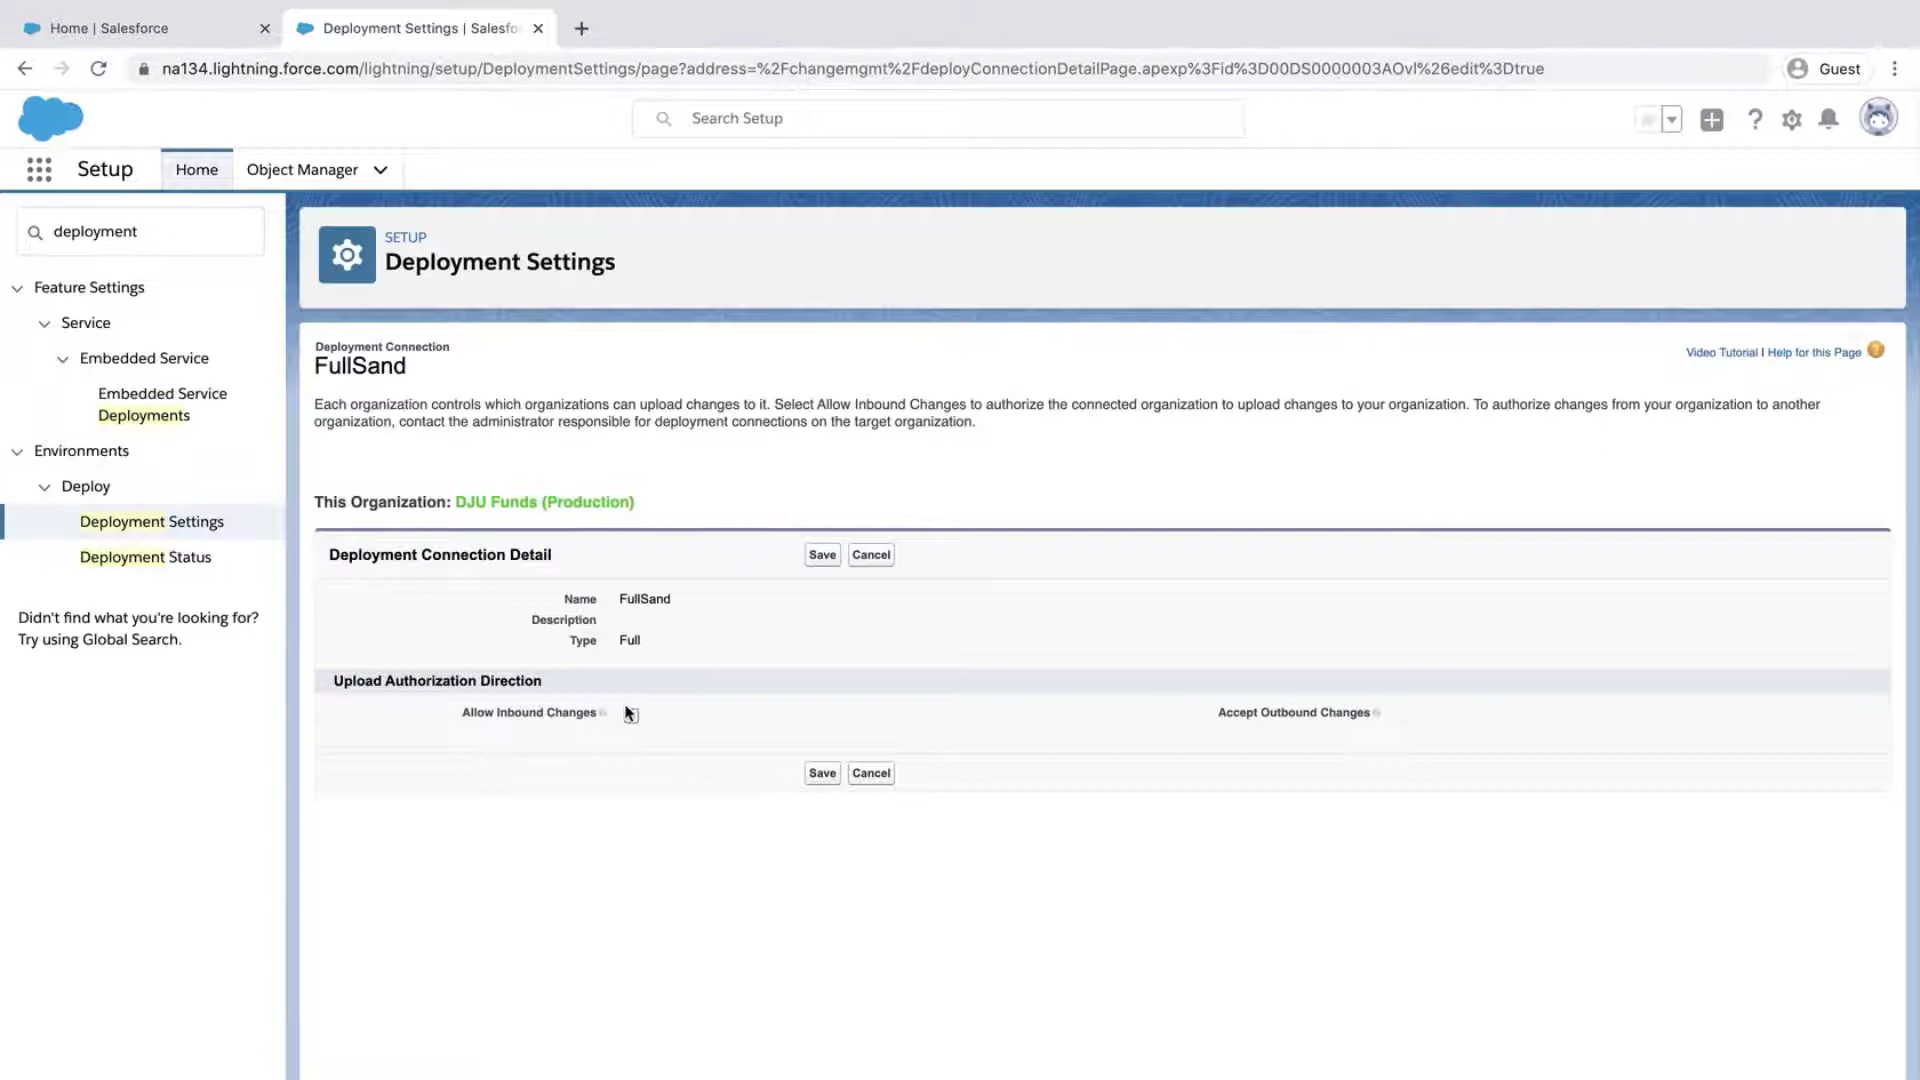 Home | Salesforce
Deployment Settings | Salesfo
na134.lightning.force.com/lightning/setup/DeploymentSettings/page?address=%2Fchangemgmt%2FdeployConnectionDetailPage.apexp%3Fid%3D00DS0000003AOvl%26edit%3Dtrue
Guest
Search Setup
Setup
Home
Object Manager
deployment
Feature Settings
Service
Embedded Service
Embedded Service
Deployments
Environments
Deploy
Deployment Settings
Deployment Status
Didn't find what you're looking for?
Try using Global Search.
SETUP
Deployment Settings
Deployment Connection
FullSand
Video Tutorial | Help for this Page
Each organization controls which organizations can upload changes to it. Select Allow Inbound Changes to authorize the connected organization to upload changes to your organization. To authorize changes from your organization to another
organization, contact the administrator responsible for deployment connections on the target organization.
This Organization: DJU Funds (Production)
Deployment Connection Detail
Save
Cancel
Name FullSand
Description
Type Full
Upload Authorization Direction
Allow Inbound Changes
Accept Outbound Changes
Save
Cancel